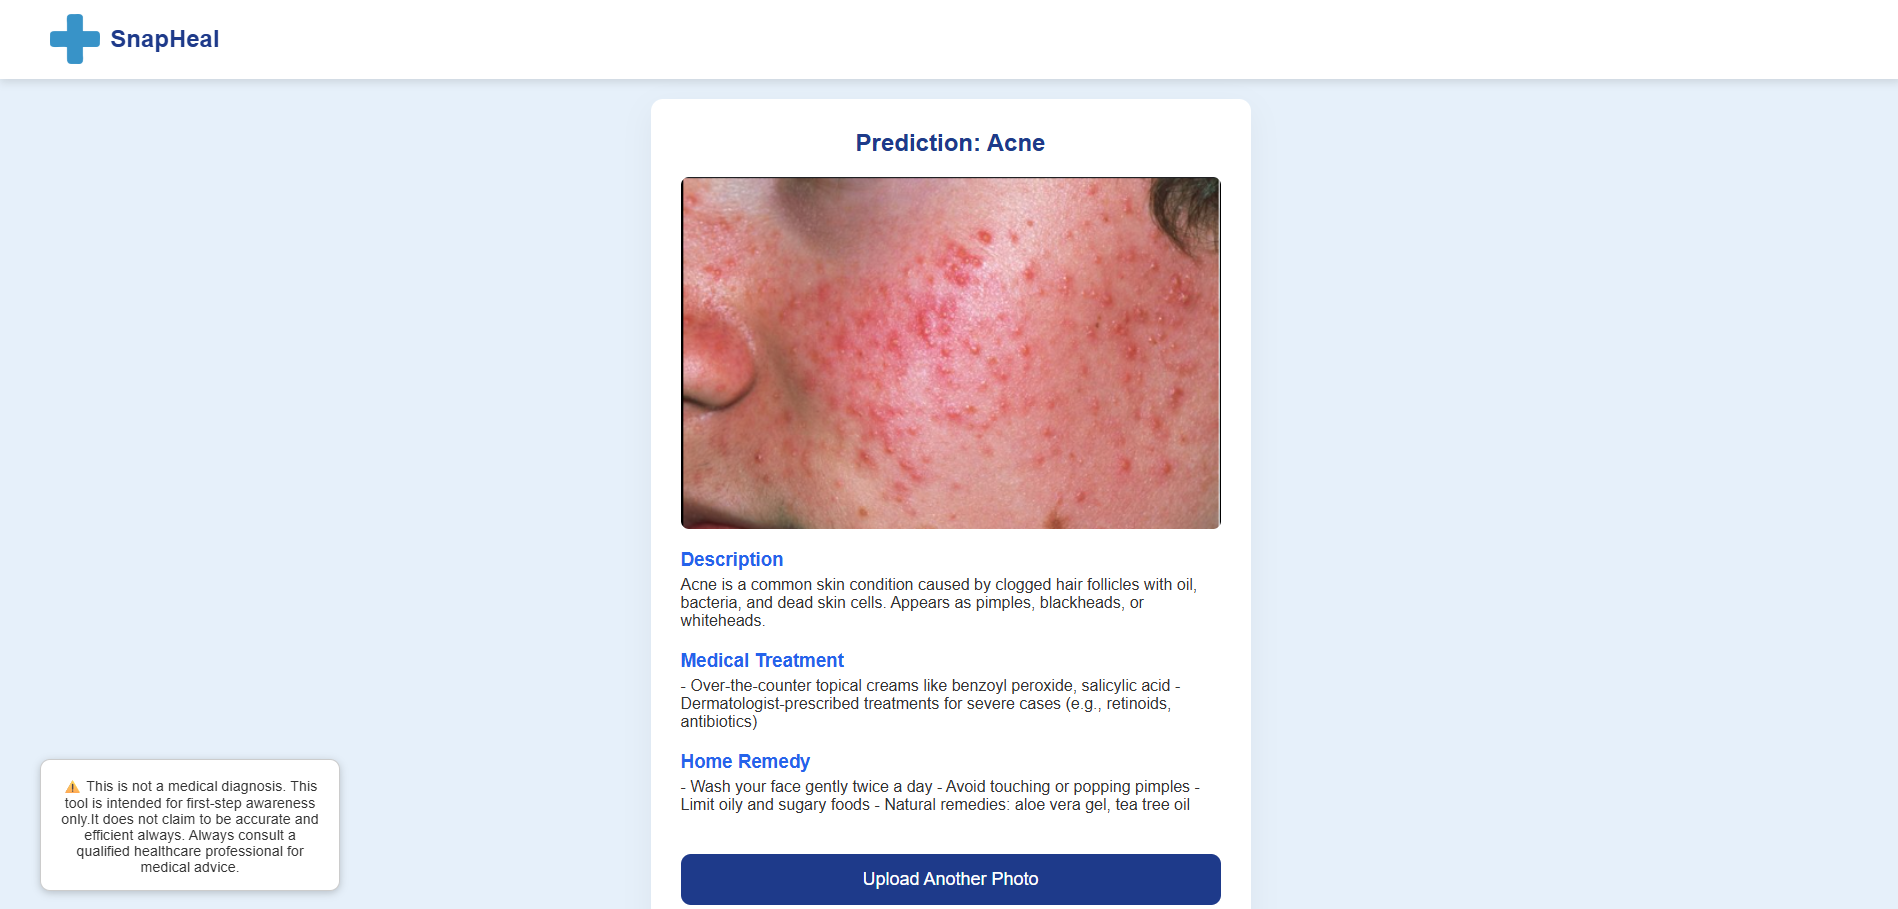 SnapHeal
Prediction: Acne
Description
Acne is a common skin condition caused by clogged hair follicles with oil,
bacteria, and dead skin cells. Appears as pimples, blackheads, or
whiteheads.
Medical Treatment
- Over-the-counter topical creams like benzoyl peroxide, salicylic acid -
Dermatologist-prescribed treatments for severe cases (e.g., retinoids,
antibiotics)
Home Remedy
- Wash your face gently twice a day - Avoid touching or popping pimples -
Limit oily and sugary foods - Natural remedies: aloe vera gel, tea tree oil
Upload Another Photo
⚠️ This is not a medical diagnosis. This
tool is intended for first-step awareness
only.It does not claim to be accurate and
efficient always. Always consult a
qualified healthcare professional for
medical advice.